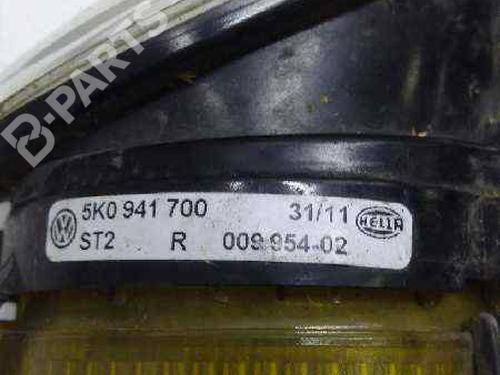 B-PARTS
5K0 941 700 31/11 HELLA
ST2 R 009 954-02